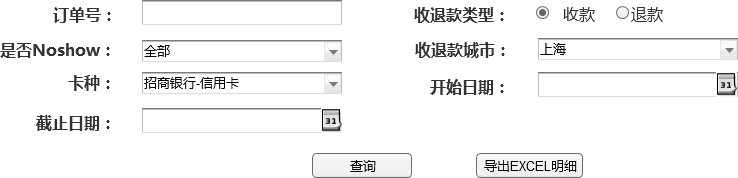 订单号： 收退款类型： 收款 退款
是否Noshow： 全部 收退款城市： 上海
卡种： 招商银行-信用卡 开始日期： 31
截止日期： 31
查询 导出EXCEL明细